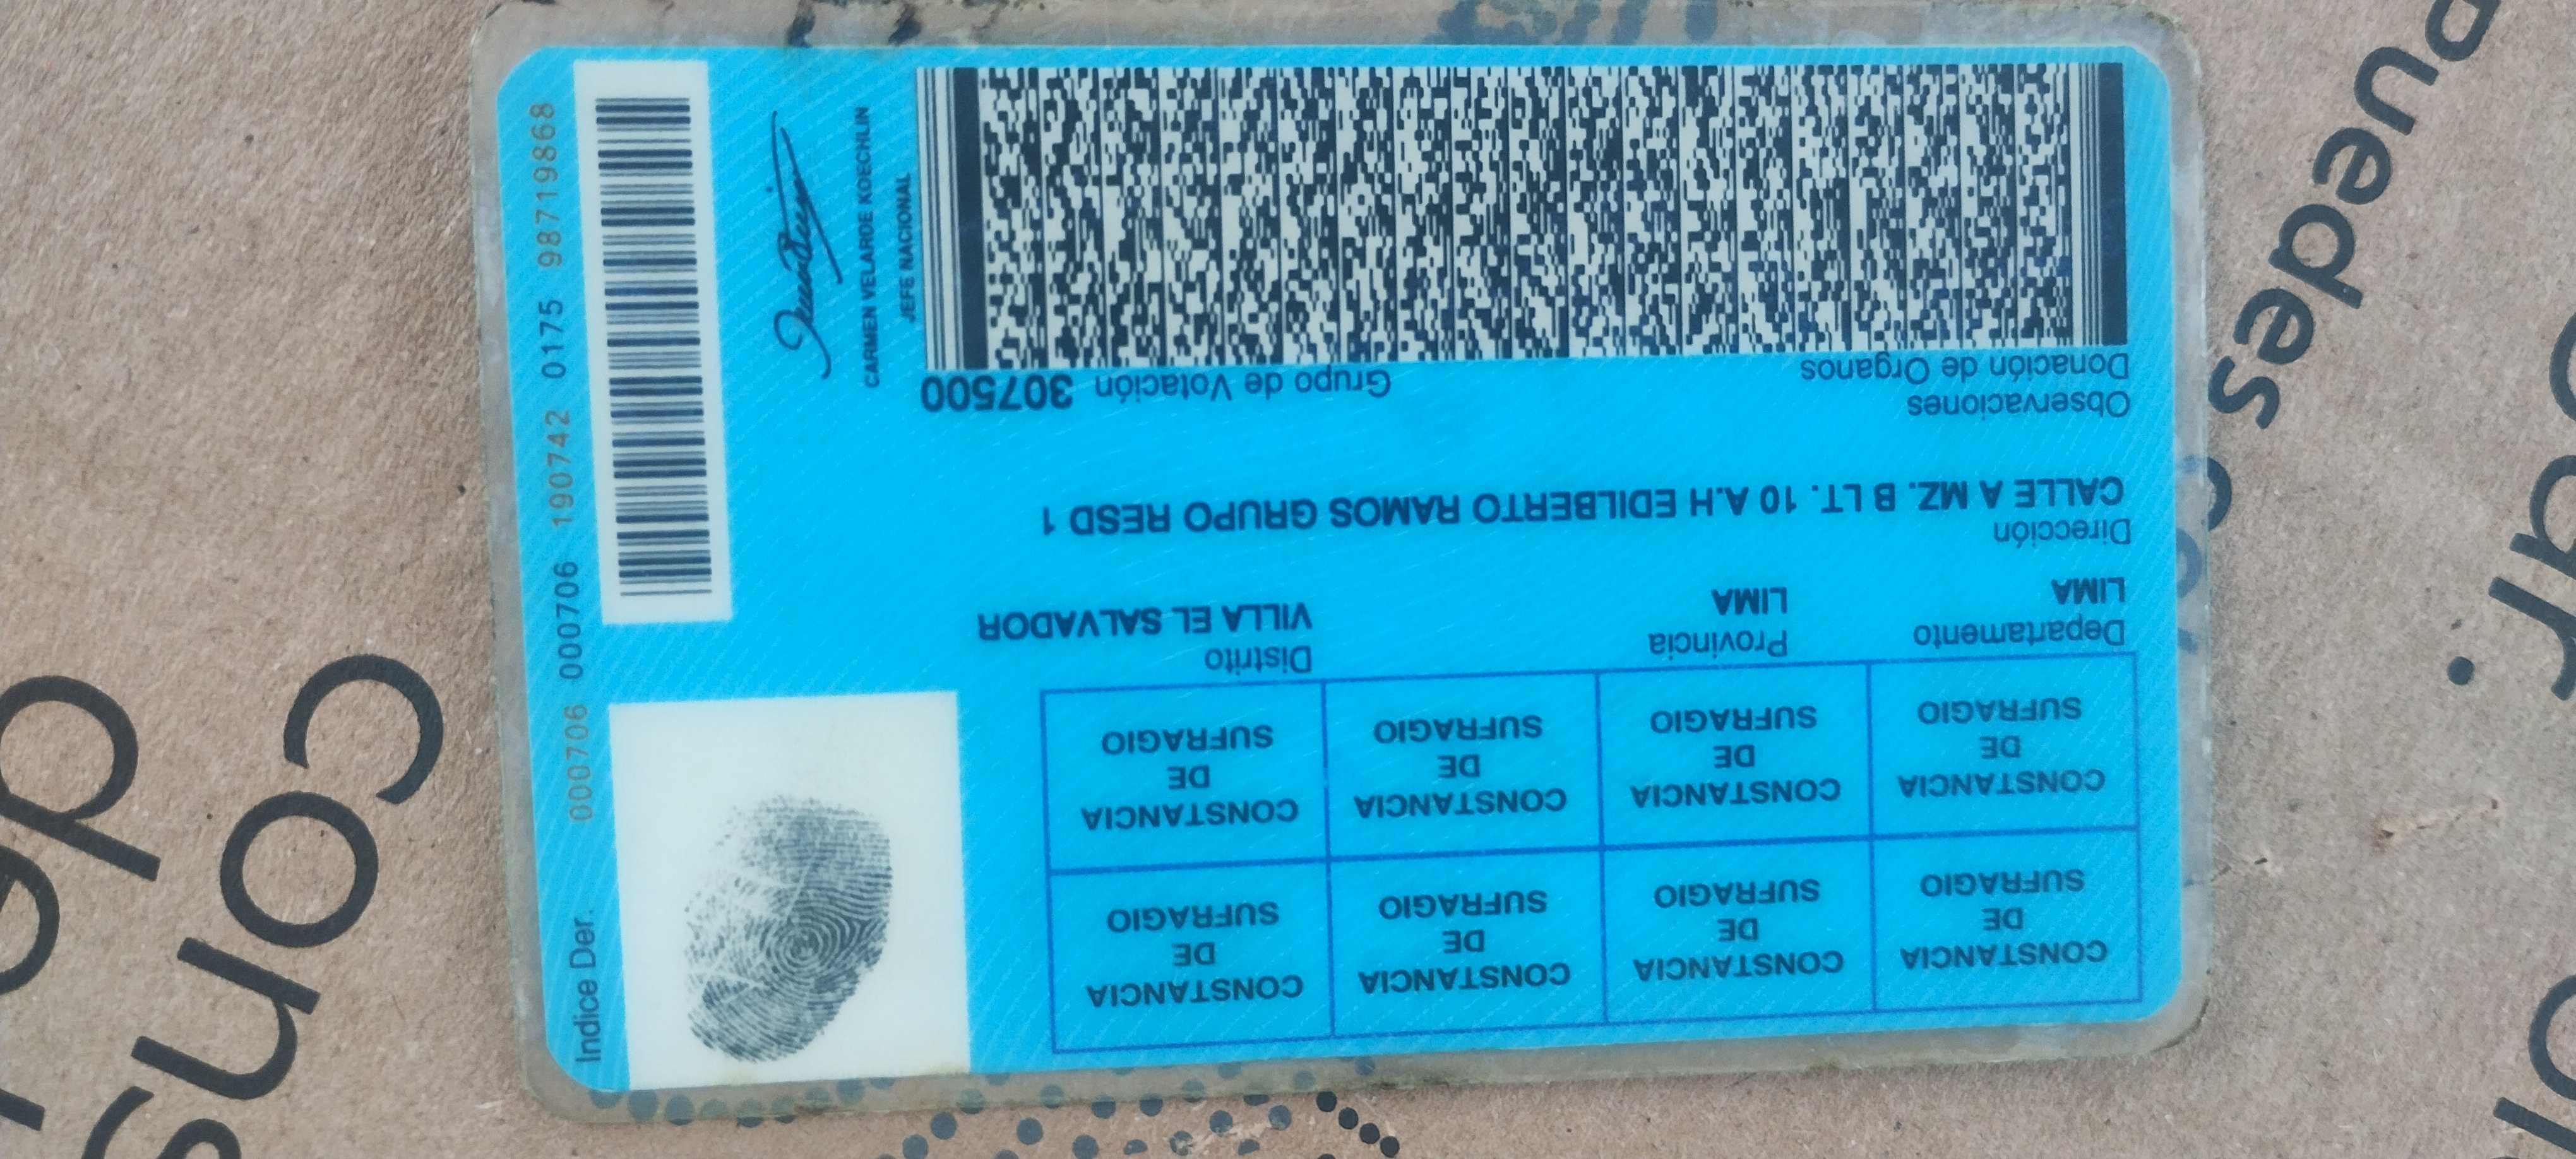 CONSTANCIA DE SUFRAGIO
CONSTANCIA DE SUFRAGIO
CONSTANCIA DE SUFRAGIO
CONSTANCIA DE SUFRAGIO
CONSTANCIA DE SUFRAGIO
CONSTANCIA DE SUFRAGIO
CONSTANCIA DE SUFRAGIO
CONSTANCIA DE SUFRAGIO
Departamento
LIMA
Provincia
LIMA
Distrito
VILLA EL SALVADOR
Dirección
CALLE A MZ. B LT. 10 A.H EDILBERTO RAMOS GRUPO RESD 1
Observaciones
Donación de Organos
Grupo de Votación 307500
CARMEN VELARDE KOECHLIN
JEFE NACIONAL
Indice Der.
000706 000706 190742 0175 98719868
Puedes
cons